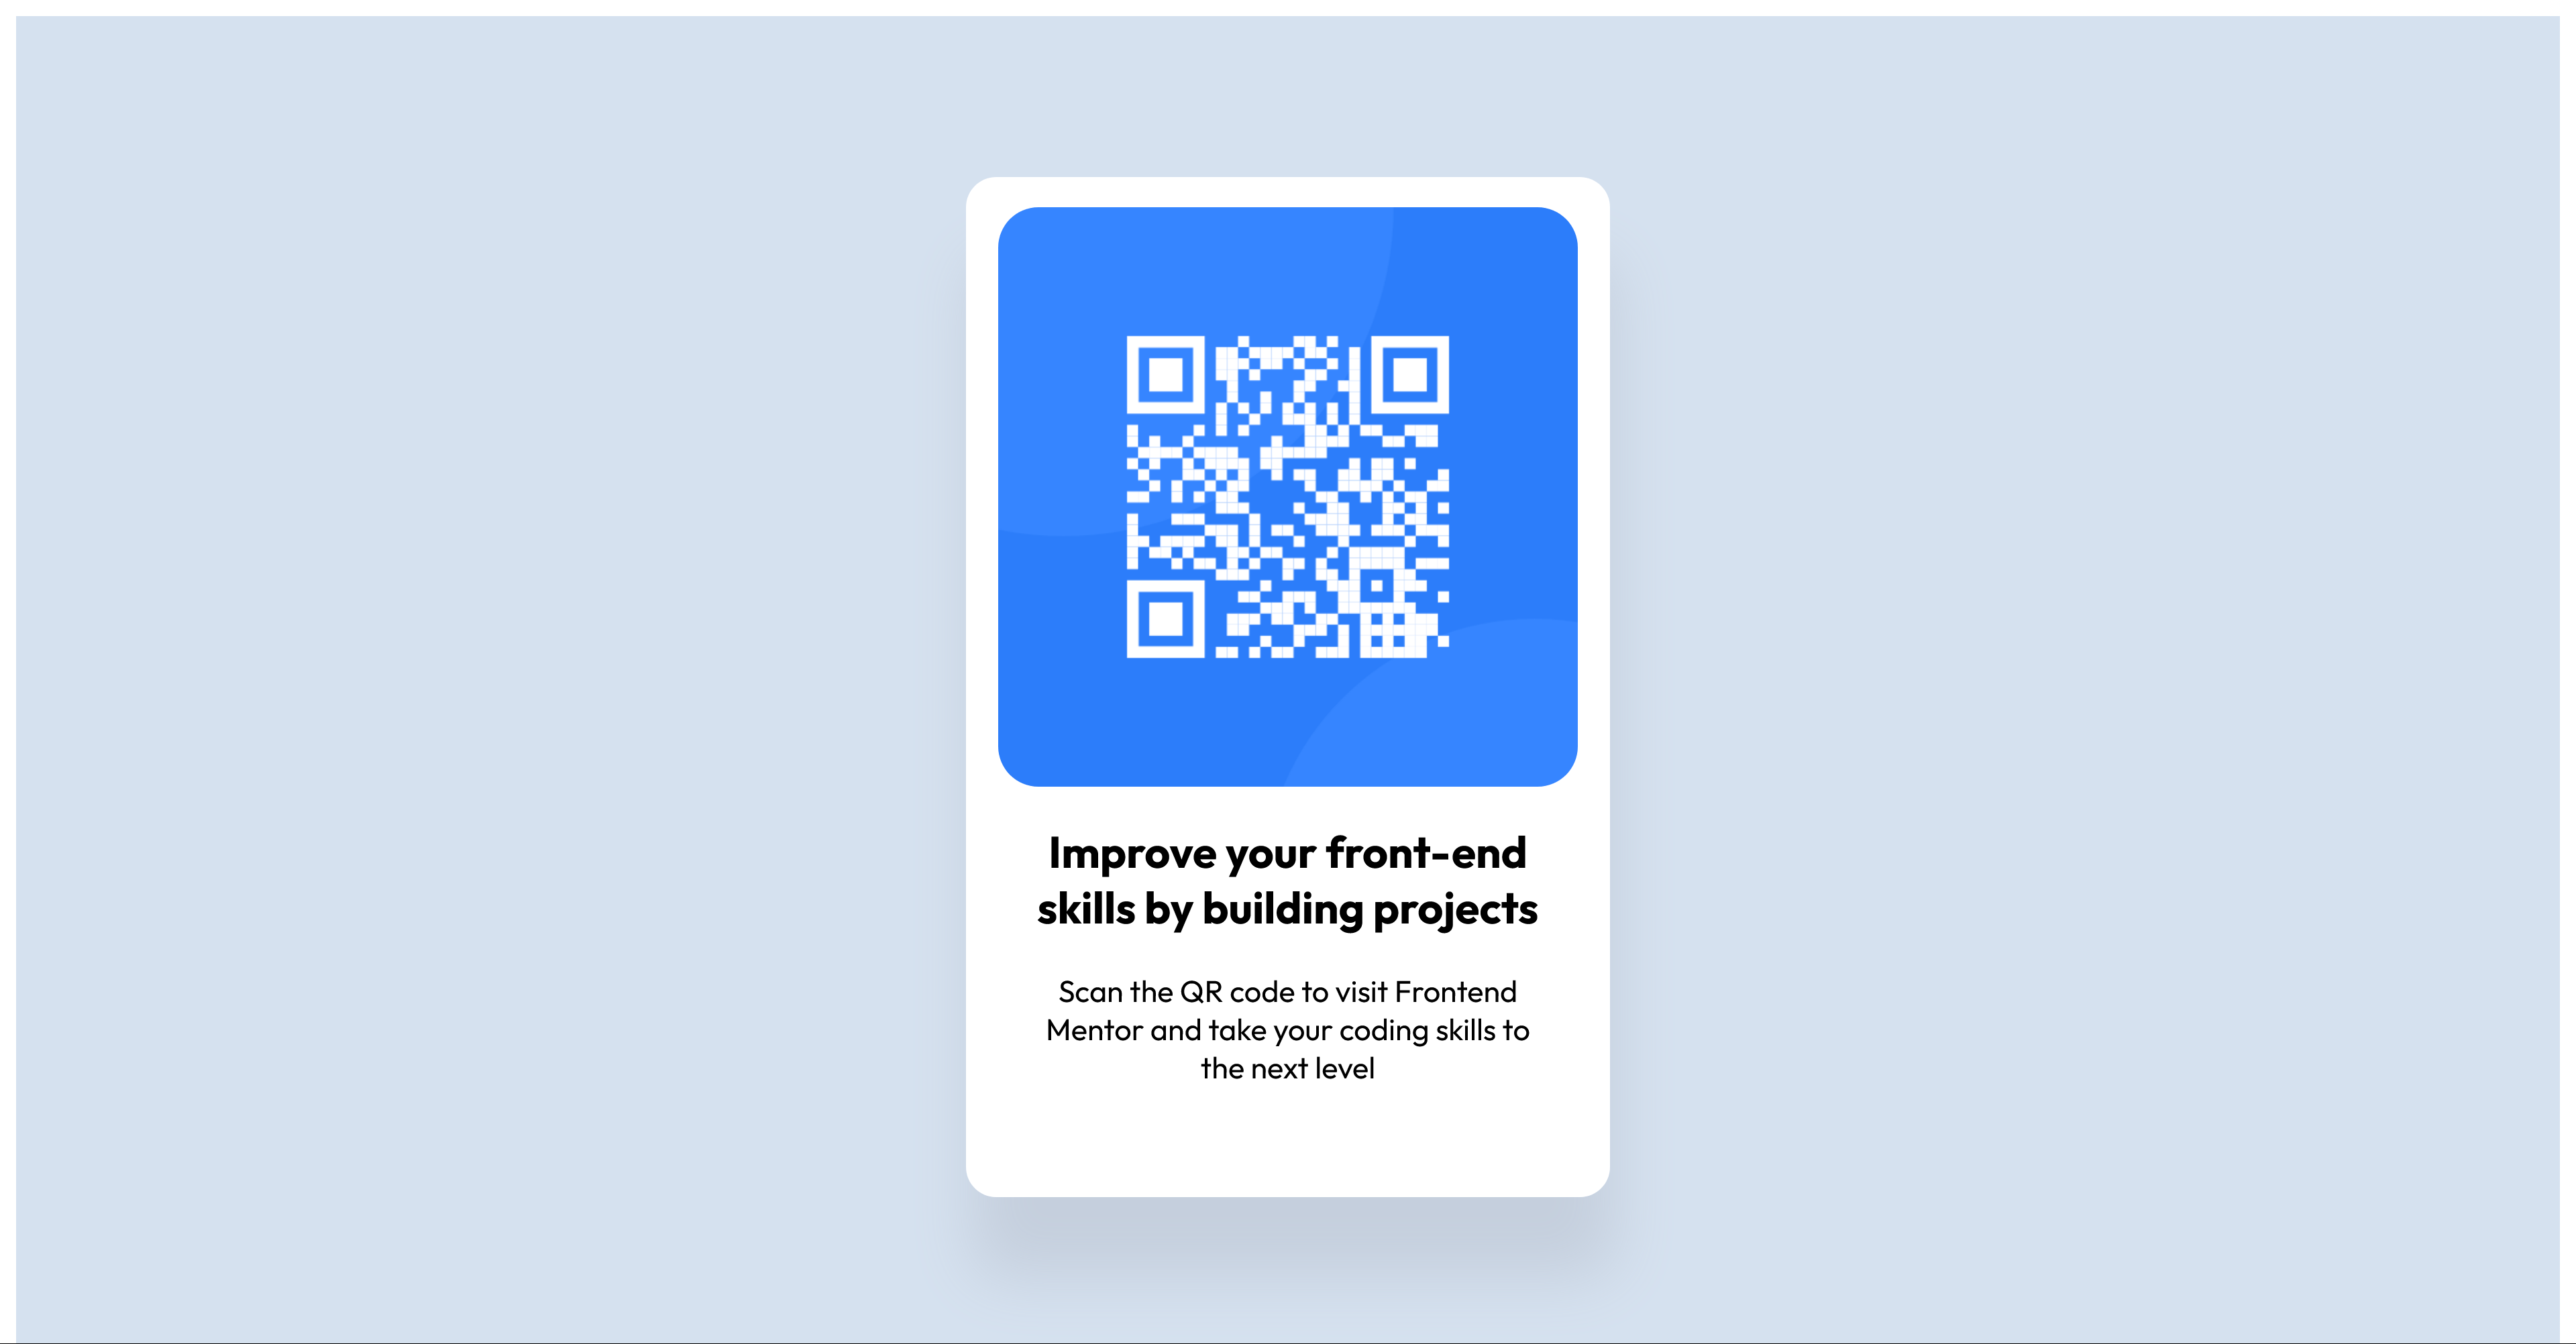 Improve your front-end
skills by building projects
Scan the QR code to visit Frontend
Mentor and take your coding skills to
the next level